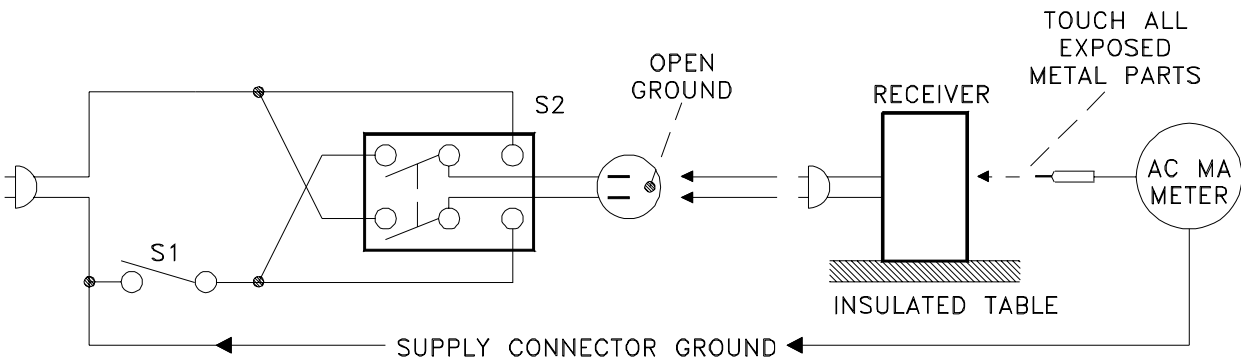 TOUCH ALL
EXPOSED
METAL PARTS
OPEN
GROUND
S2
RECEIVER
AC MA
METER
S1
INSULATED TABLE
SUPPLY CONNECTOR GROUND